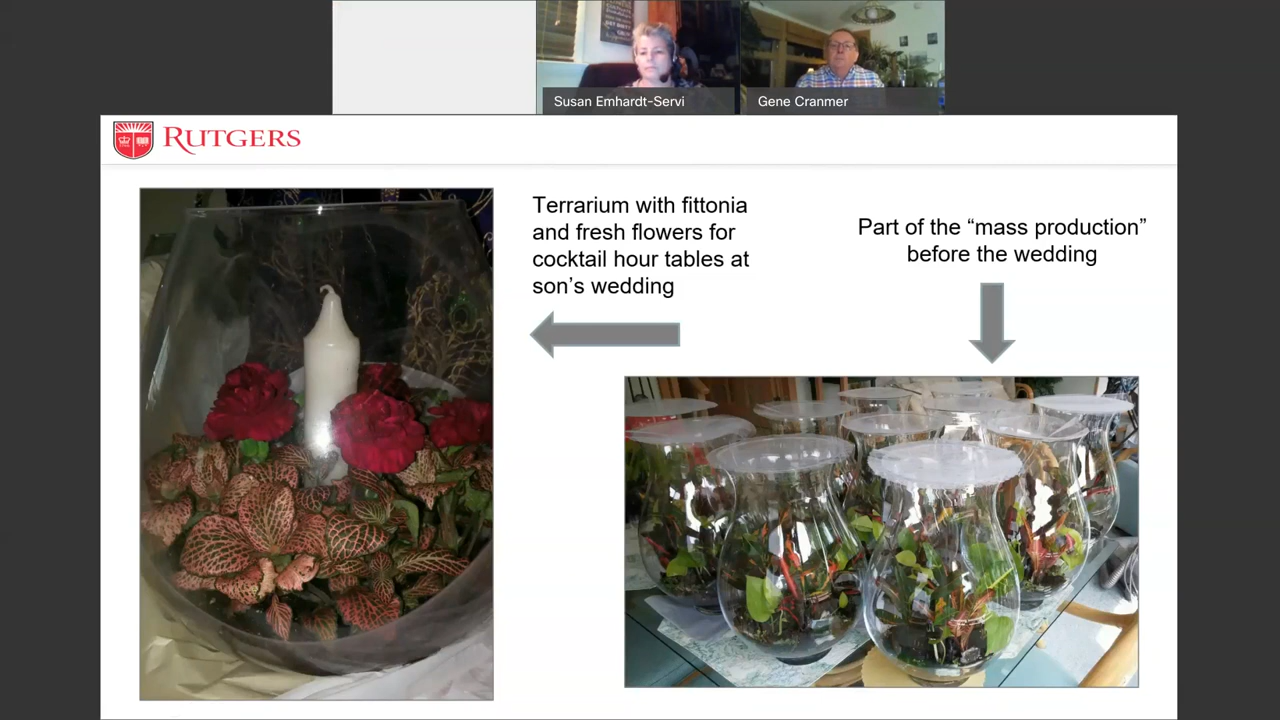 Susan Emhardt-Servi
Gene Cranmer
RUTGERS
Terrarium with fittonia
and fresh flowers for
cocktail hour tables at
son’s wedding
Part of the “mass production”
before the wedding